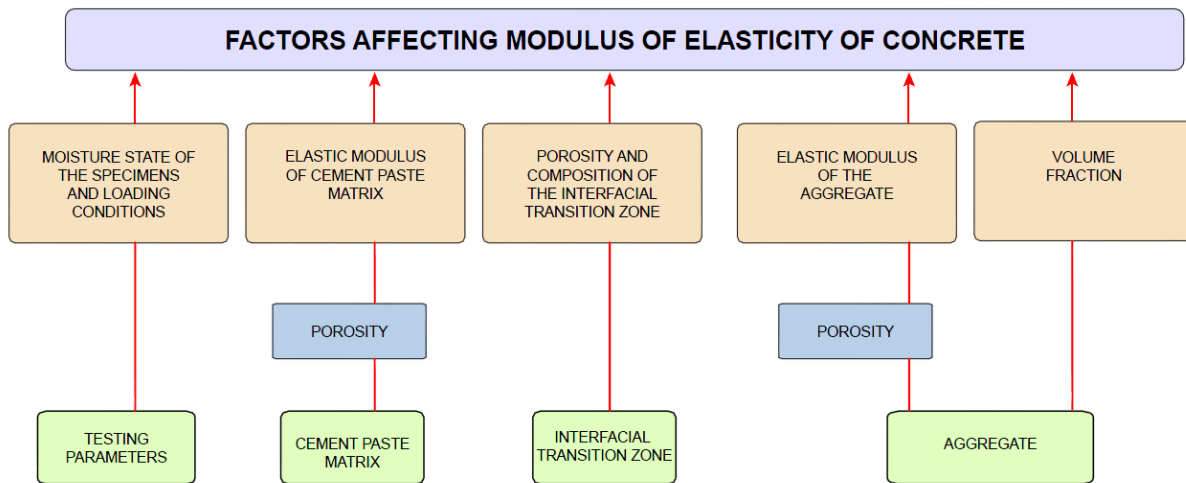 FACTORS AFFECTING MODULUS OF ELASTICITY OF CONCRETE
MOISTURE STATE OF
THE SPECIMENS
AND LOADING
CONDITIONS
ELASTIC MODULUS
OF CEMENT PASTE
MATRIX
POROSITY AND
COMPOSITION OF
THE INTERFACIAL
TRANSITION ZONE
ELASTIC MODULUS
OF THE
AGGREGATE
VOLUME
FRACTION
POROSITY
POROSITY
TESTING
PARAMETERS
CEMENT PASTE
MATRIX
INTERFACIAL
TRANSITION ZONE
AGGREGATE